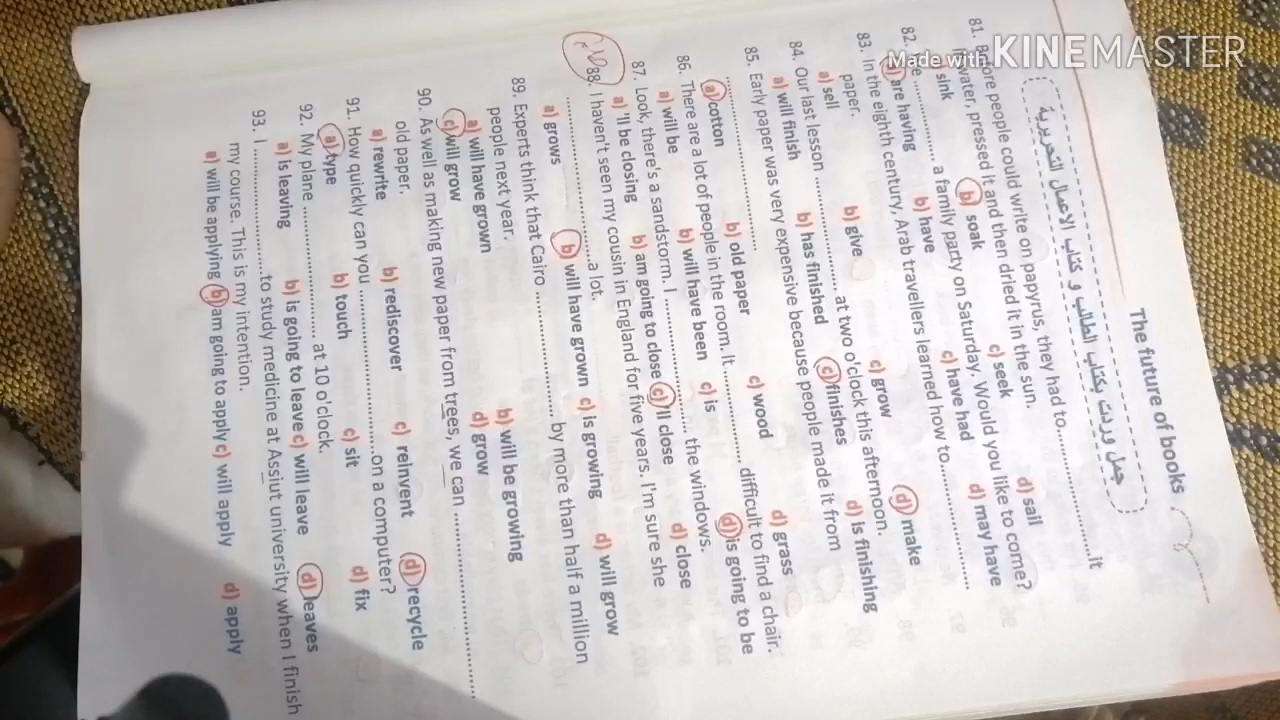 Made with KINEMASTER
The future of books
جمل وردت بكتاب الطالب و كتاب الاعمال التحريرية
81. Before people could write on papyrus, they had to............it
in water, pressed it and then dried it in the sun.
a) sink b) soak c) seek d) sail
82. We ............ a family party on Saturday. Would you like to come?
a) are having b) have c) have had d) may have
83. In the eighth century, Arab travellers learned how to............
paper.
a) sell b) give c) grow d) make
84. Our last lesson ............ at two o'clock this afternoon.
a) will finish b) has finished c) finishes d) is finishing
85. Early paper was very expensive because people made it from
............
a) cotton b) old paper c) wood d) grass
86. There are a lot of people in the room. It ............ difficult to find a chair.
a) will be b) will have been c) is d) is going to be
87. Look, there's a sandstorm. I ............ the windows.
a) 'll be closing b) am going to close c) 'll close d) close
88. I haven't seen my cousin in England for five years. I'm sure she
............a lot.
a) grows b) will have grown c) is growing d) will grow
89. Experts think that Cairo ............ by more than half a million
people next year.
a) will have grown b) will be growing
c) will grow d) grow
90. As well as making new paper from trees, we can ............
old paper.
a) rewrite b) rediscover c) reinvent d) recycle
91. How quickly can you ............on a computer?
a) type b) touch c) sit d) fix
92. My plane ............ at 10 o'clock.
a) is leaving b) is going to leave c) will leave d) leaves
93. I ............to study medicine at Assiut university when I finish
my course. This is my intention.
a) will be applying b) am going to apply c) will apply d) apply